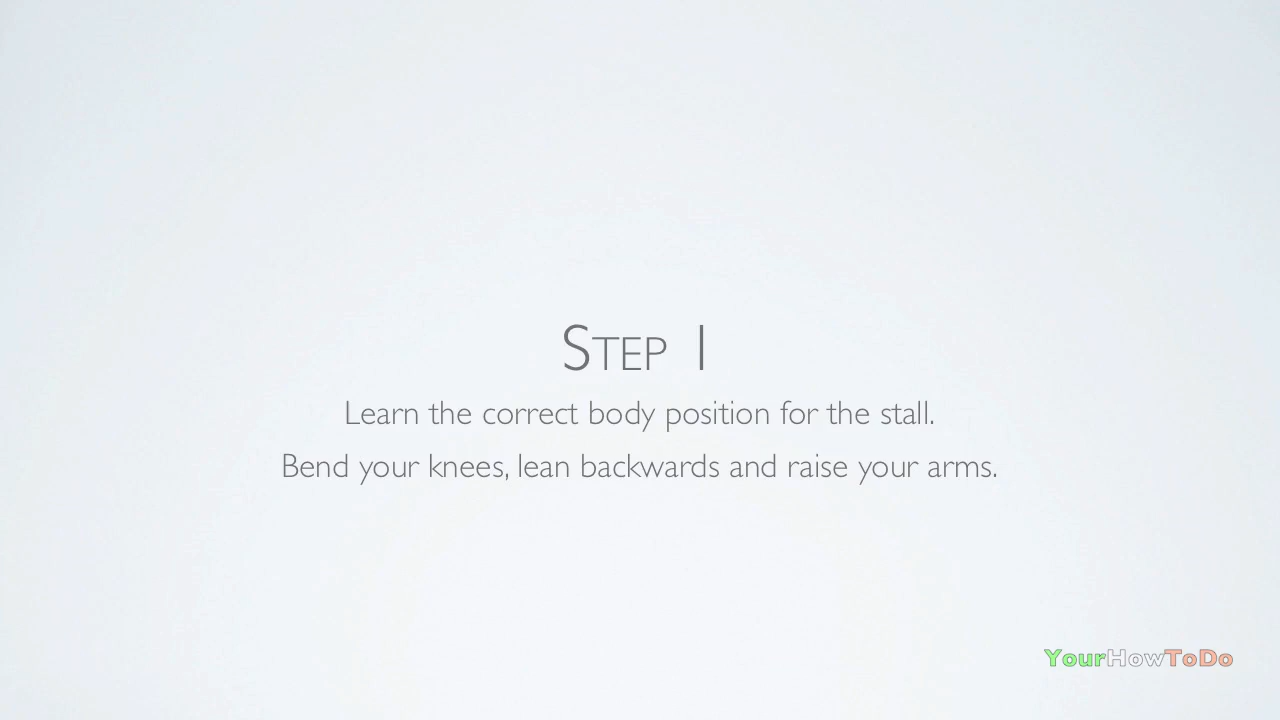 Step 1
Learn the correct body position for the stall.
Bend your knees, lean backwards and raise your arms.
YourHowToDo